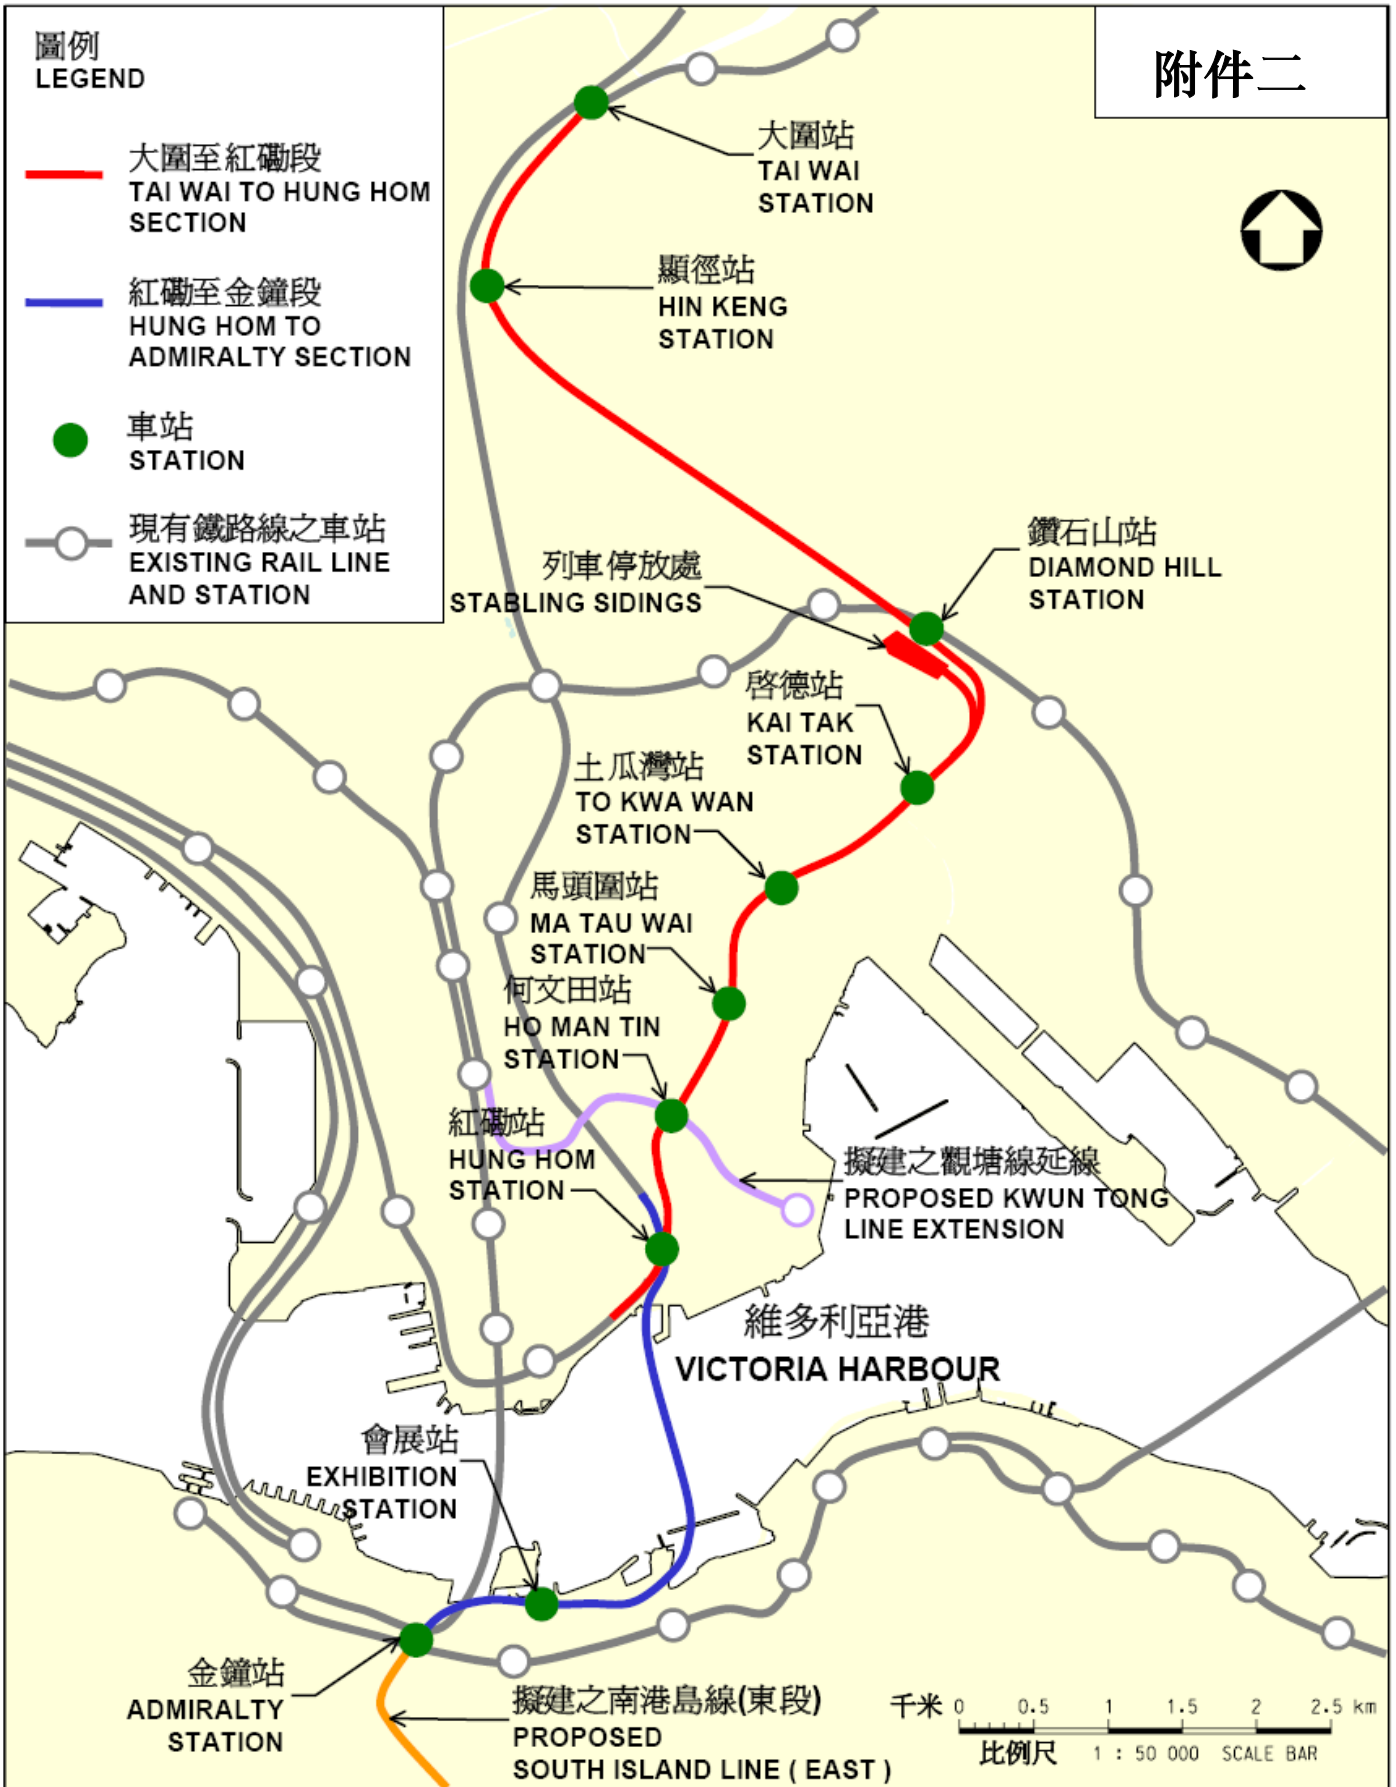 圖例
LEGEND
大圍至紅磡段
TAI WAI TO HUNG HOM
SECTION
紅磡至金鐘段
HUNG HOM TO
ADMIRALTY SECTION
車站
STATION
現有鐵路線之車站
EXISTING RAIL LINE
AND STATION
附件二
大圍站
TAI WAI
STATION
顯徑站
HIN KENG
STATION
鑽石山站
DIAMOND HILL
STATION
列車停放處
STABLING SIDINGS
啓德站
KAI TAK
STATION
土瓜灣站
TO KWA WAN
STATION
馬頭圍站
MA TAU WAI
STATION
何文田站
HO MAN TIN
STATION
紅磡站
HUNG HOM
STATION
擬建之觀塘線延線
PROPOSED KWUN TONG
LINE EXTENSION
維多利亞港
VICTORIA HARBOUR
會展站
EXHIBITION
STATION
金鐘站
ADMIRALTY
STATION
擬建之南港島線(東段)
PROPOSED
SOUTH ISLAND LINE ( EAST )
千米 0 0.5 1 1.5 2 2.5 km
比例尺 1 : 50 000 SCALE BAR